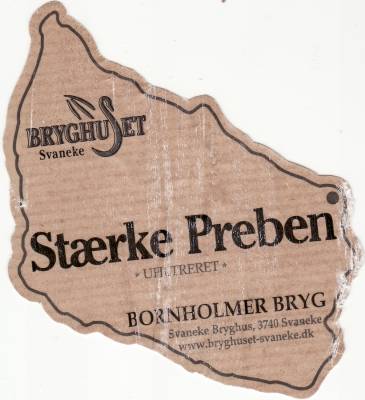 BRYGHUSET
Svaneke
Stærke Preben
* UFILTRERET *
BORNHOLMER BRYG
Svaneke Bryghus, 3740 Svaneke
www.bryghuset-svaneke.dk